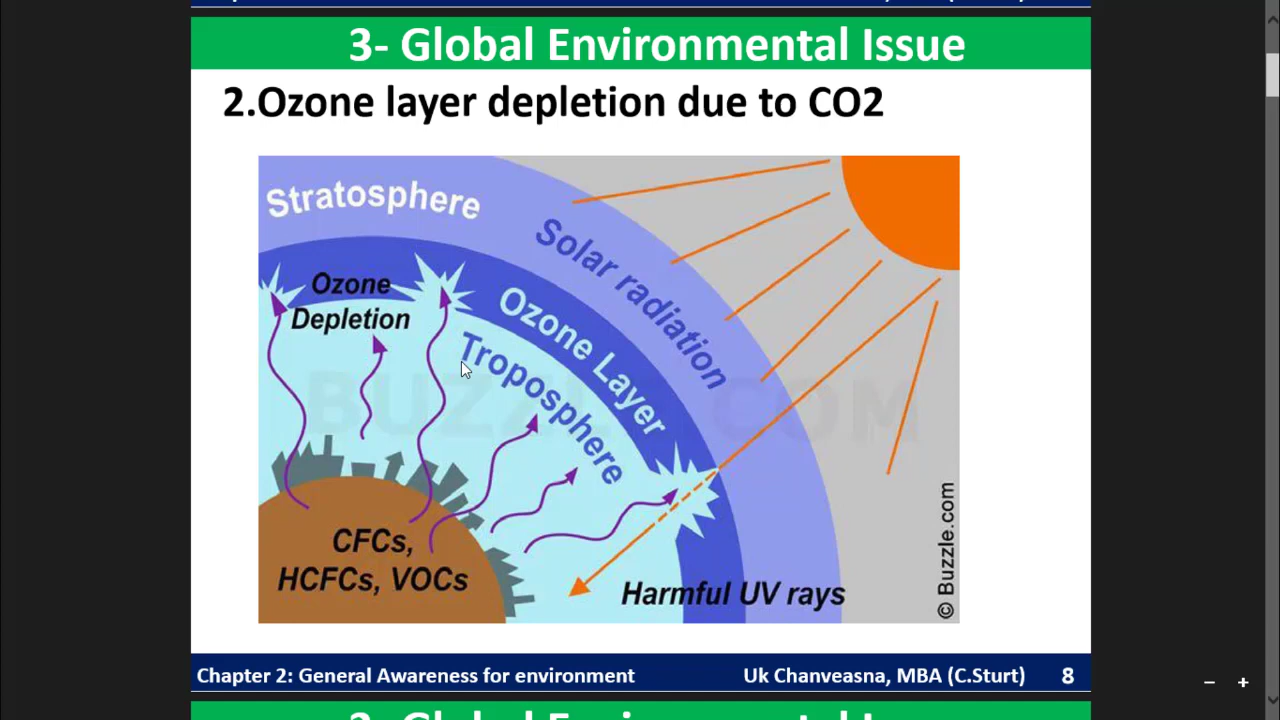 3- Global Environmental Issue
2.Ozone layer depletion due to CO2
Stratosphere
Solar radiation
Ozone
Depletion
Ozone Layer
Troposphere
BUZZLE.COM
CFCs,
HCFCs, VOCs
Harmful UV rays
© Buzzle.com
Chapter 2: General Awareness for environment
Uk Chanveasna, MBA (C.Sturt)
8